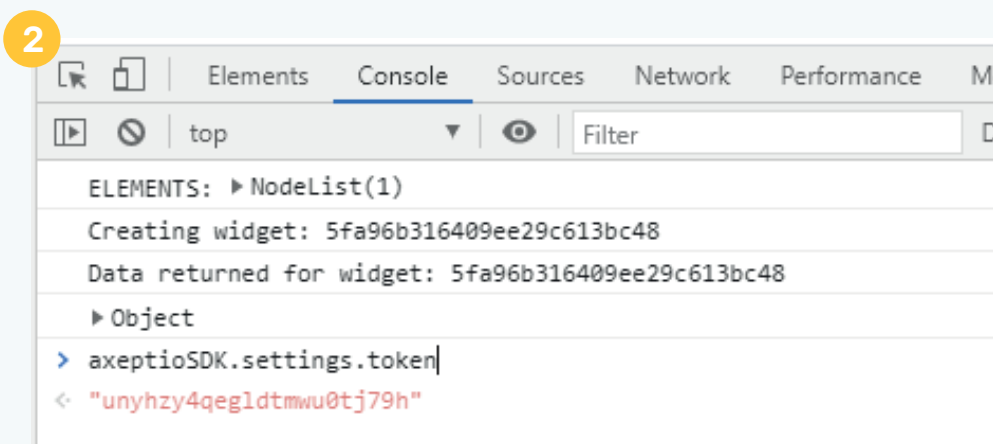 2
Elements Console Sources Network Performance M
top Filter
ELEMENTS: NodeList(1)
Creating widget: 5fa96b316409ee29c613bc48
Data returned for widget: 5fa96b316409ee29c613bc48
Object
> axeptioSDK.settings.token
"unyhzy4qegldtmwu0tj79h"